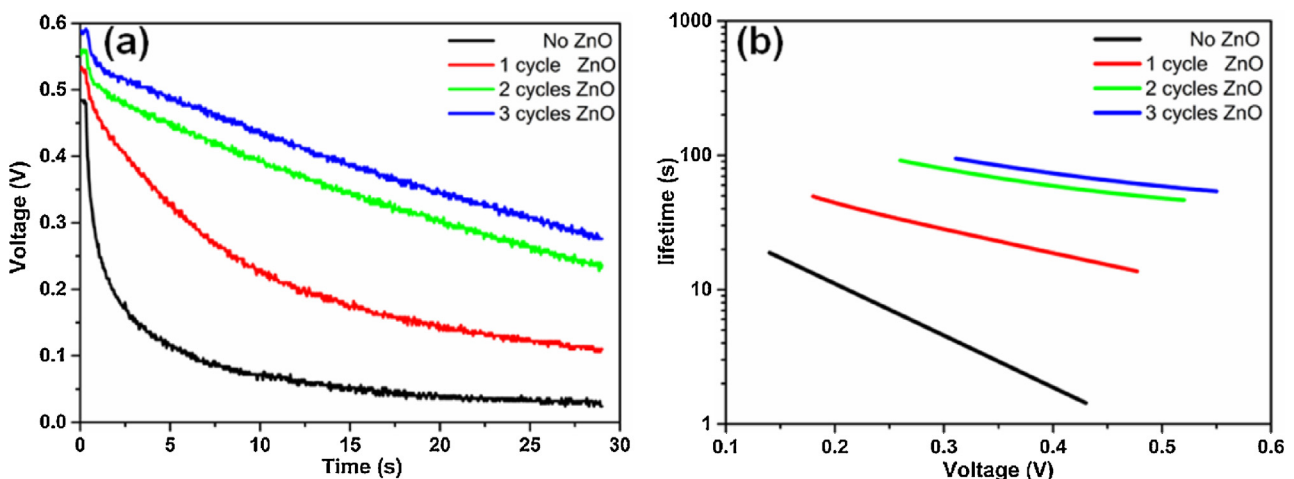 (a)
No ZnO
1 cycle ZnO
2 cycles ZnO
3 cycles ZnO
0.6
0.5
0.4
0.3
0.2
0.1
0.0
Voltage (V)
0 5 10 15 20 25 30
Time (s)
(b)
No ZnO
1 cycle ZnO
2 cycles ZnO
3 cycles ZnO
1000
100
10
1
lifetime (s)
0.1 0.2 0.3 0.4 0.5 0.6
Voltage (V)